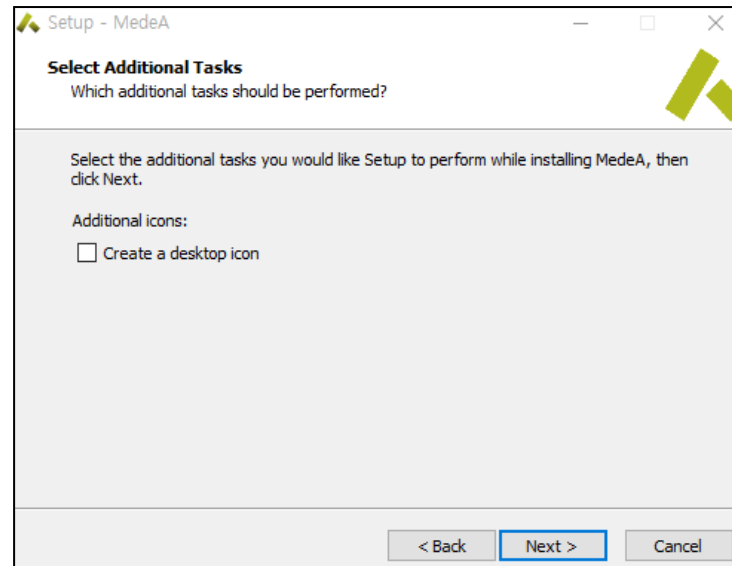 Setup - MedeA
Select Additional Tasks
Which additional tasks should be performed?
Select the additional tasks you would like Setup to perform while installing MedeA, then
click Next.
Additional icons:
Create a desktop icon
< Back
Next >
Cancel